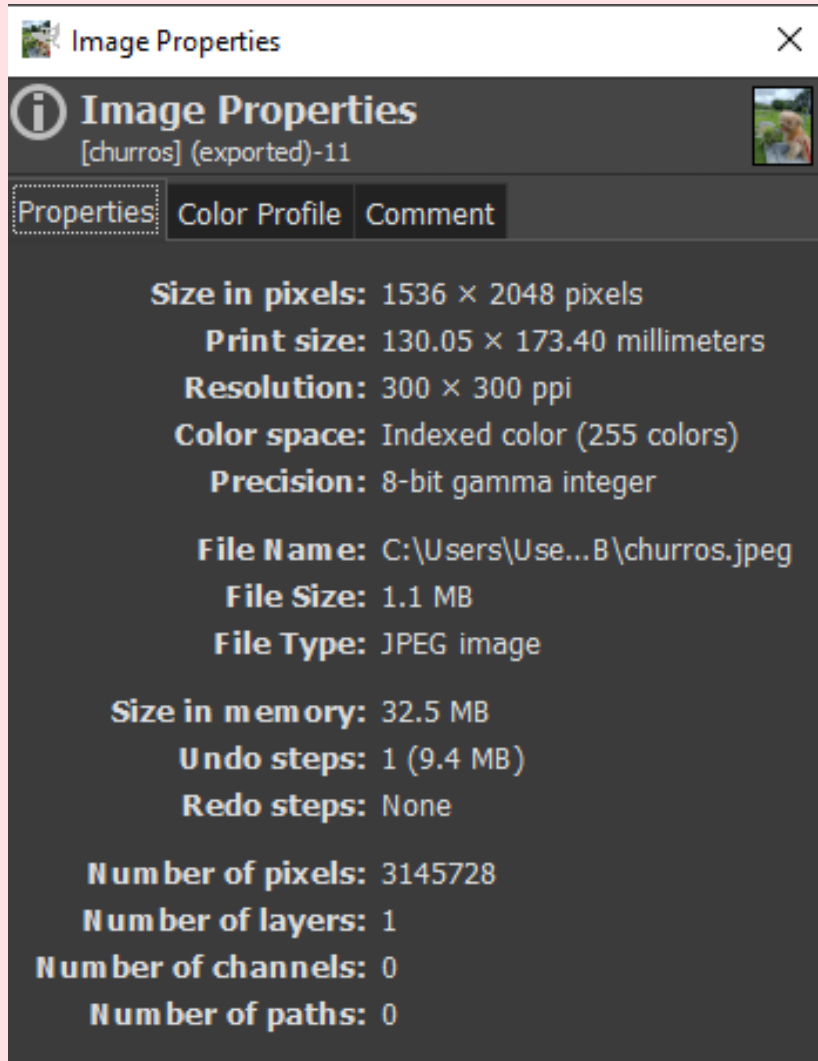 Image Properties
Image Properties
[churros] (exported)-11
Properties Color Profile Comment
Size in pixels: 1536 × 2048 pixels
Print size: 130.05 × 173.40 millimeters
Resolution: 300 × 300 ppi
Color space: Indexed color (255 colors)
Precision: 8-bit gamma integer
File Name: C:\Users\Use...B\churros.jpeg
File Size: 1.1 MB
File Type: JPEG image
Size in memory: 32.5 MB
Undo steps: 1 (9.4 MB)
Redo steps: None
Number of pixels: 3145728
Number of layers: 1
Number of channels: 0
Number of paths: 0